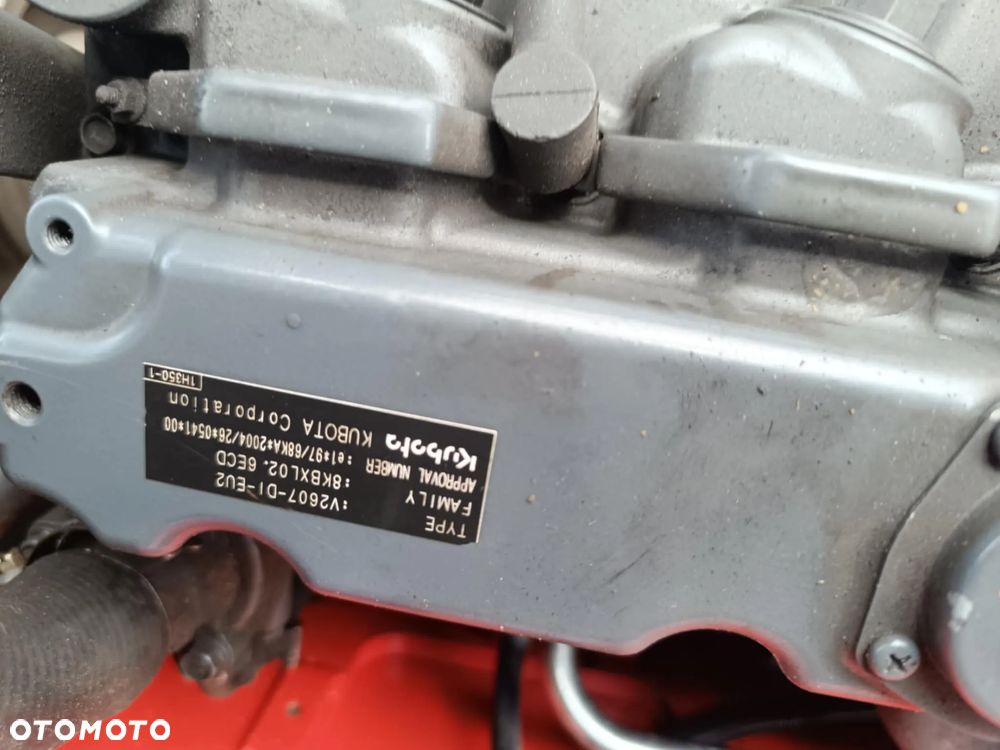 TYPE :V2607-DI-EU2
FAMILY :8KBXL02.6ECD
APPROVAL NUMBER :e1*97/68KA*2004/26*0541*00
Kubota KUBOTA Corporation
1H350-1
OTOMOTO